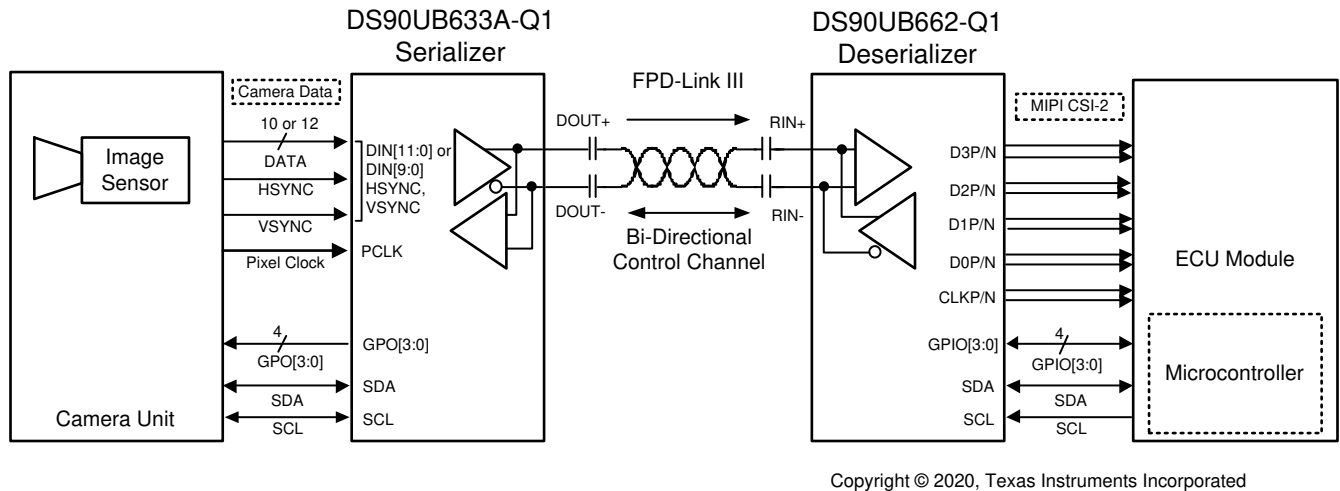 DS90UB633A-Q1
Serializer
DS90UB662-Q1
Deserializer
Camera Data
FPD-Link III
MIPI CSI-2
10 or 12
DATA
HSYNC
VSYNC
Pixel Clock
Image
Sensor
DIN[11:0] or
DIN[9:0]
HSYNC,
VSYNC
PCLK
DOUT+
DOUT-
RIN+
RIN-
Bi-Directional
Control Channel
D3P/N
D2P/N
D1P/N
D0P/N
CLKP/N
ECU Module
4
GPO[3:0]
GPO[3:0]
SDA
SDA
SCL
SCL
Camera Unit
GPIO[3:0]
4
GPIO[3:0]
SDA
SDA
SCL
SCL
Microcontroller
Copyright © 2020, Texas Instruments Incorporated